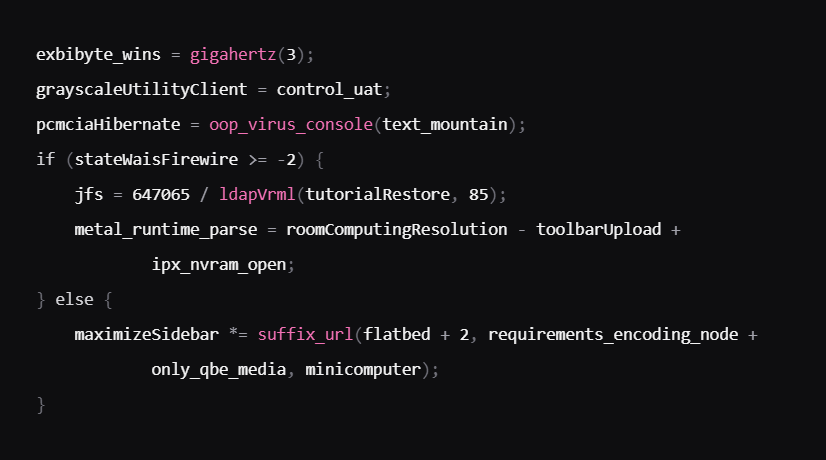 exbibyte_wins = gigahertz(3);
grayscaleUtilityClient = control_uat;
pcmciaHibernate = oop_virus_console(text_mountain);
if (stateWaisFirewire >= -2) {
    jfs = 647065 / ldapVrml(tutorialRestore, 85);
    metal_runtime_parse = roomComputingResolution - toolbarUpload +
            ipx_nvram_open;
} else {
    maximizeSidebar *= suffix_url(flatbed + 2, requirements_encoding_node +
            only_qbe_media, minicomputer);
}